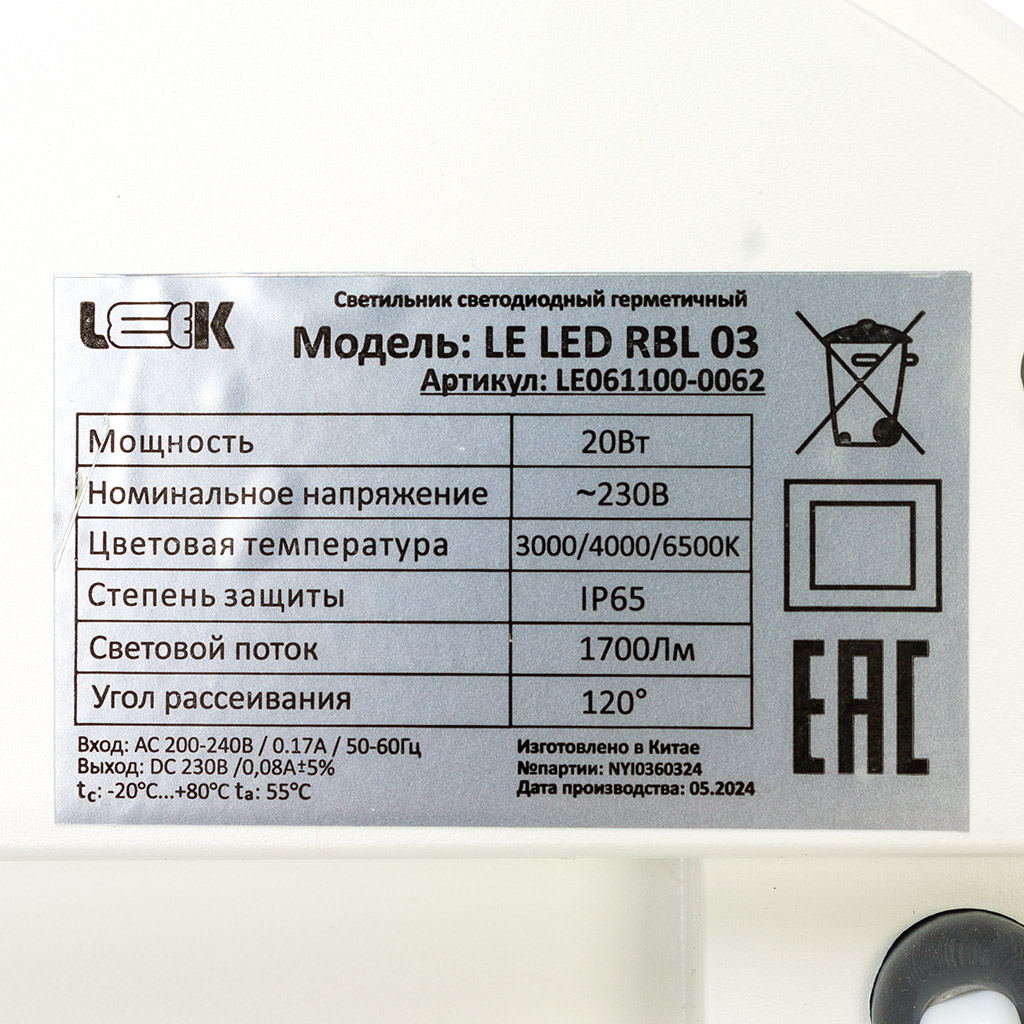 LEEK
Светильник светодиодный герметичный
Модель: LE LED RBL 03
Артикул: LE061100-0062
Мощность 20Вт
Номинальное напряжение ~230В
Цветовая температура 3000/4000/6500K
Степень защиты IP65
Световой поток 1700Лм
Угол рассеивания 120°
Вход: AC 200-240В / 0.17А / 50-60Гц
Выход: DC 230В /0,08А±5%
tc: -20°C...+80°C ta: 55°C
Изготовлено в Китае
№партии: NYI0360324
Дата производства: 05.2024
EAC